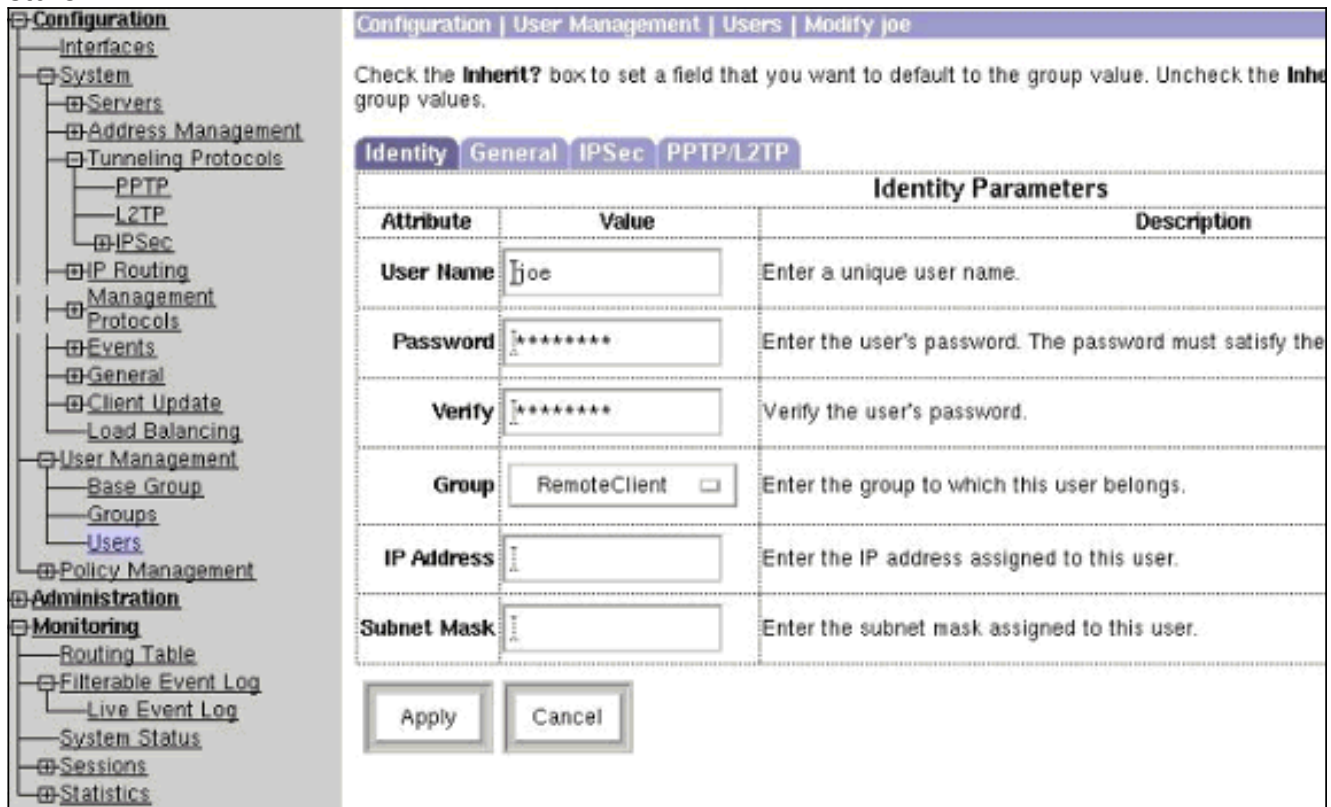 Configuration
Interfaces
System
Servers
Address Management
Tunneling Protocols
PPTP
L2TP
IPSec
IP Routing
Management
Protocols
Events
General
Client Update
Load Balancing
User Management
Base Group
Groups
Users
Policy Management
Administration
Monitoring
Routing Table
Filterable Event Log
Live Event Log
System Status
Sessions
Statistics
Configuration | User Management | Users | Modify joe
Check the Inherit? box to set a field that you want to default to the group value. Uncheck the Inhe
group values.
Identity General IPSec PPTP/L2TP
Identity Parameters
Attribute Value Description
User Name joe Enter a unique user name.
Password ******** Enter the user's password. The password must satisfy the
Verify ******** Verify the user's password.
Group RemoteClient Enter the group to which this user belongs.
IP Address Enter the IP address assigned to this user.
Subnet Mask Enter the subnet mask assigned to this user.
Apply Cancel